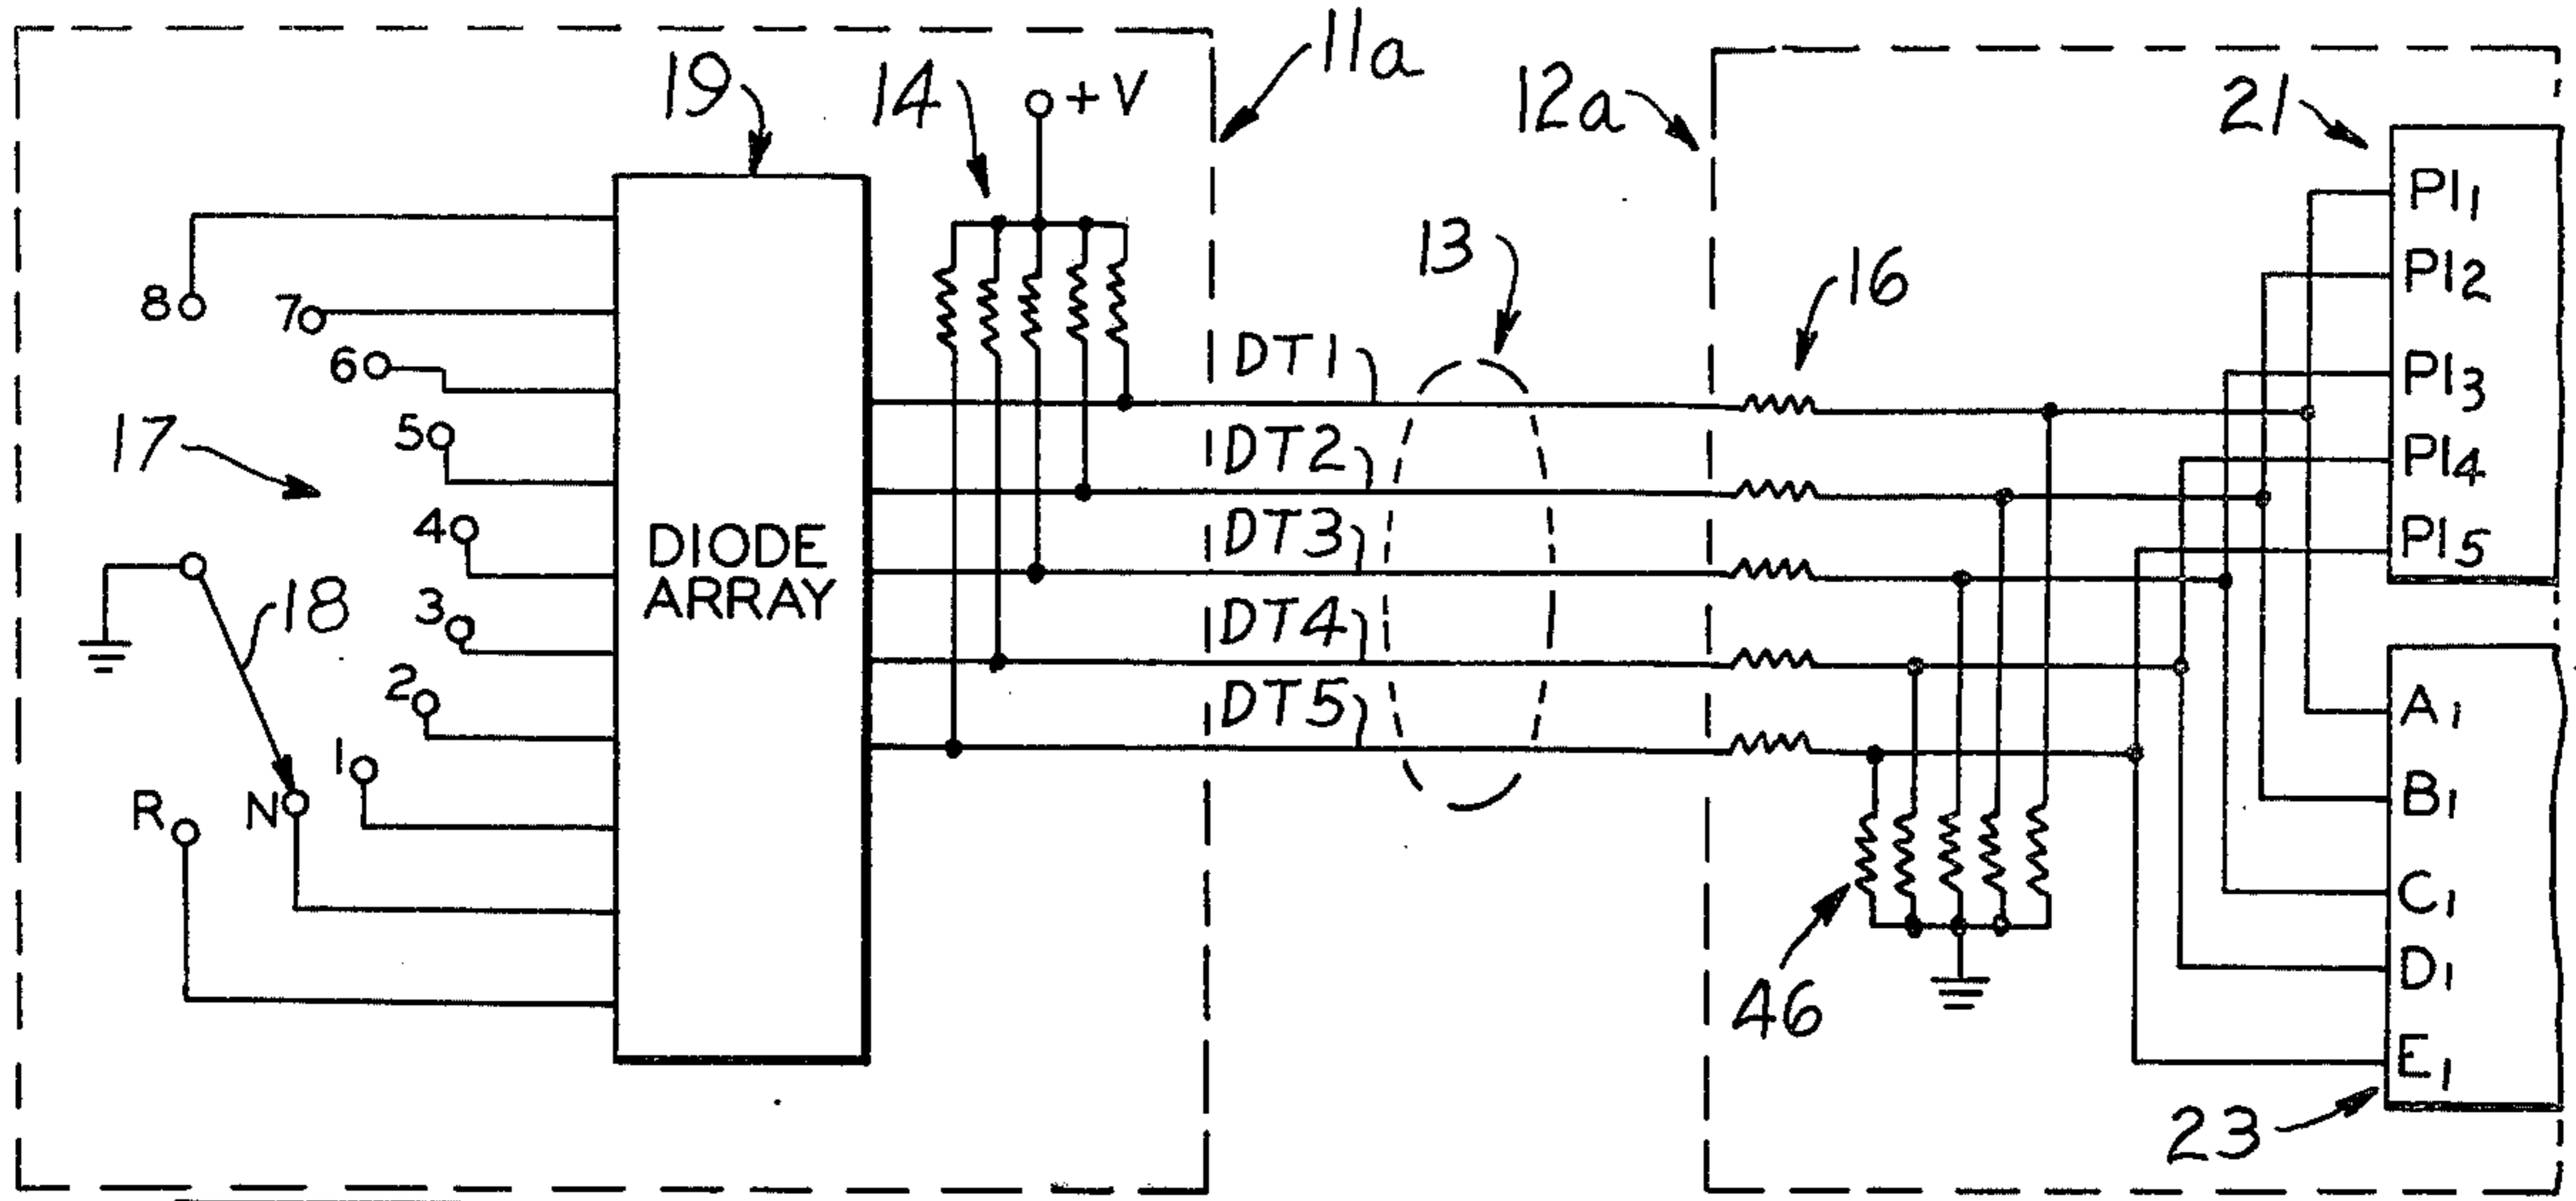 11a
19
14
+V
12a
21
PI1
PI2
PI3
PI4
PI5
13
16
8
7
6
5
4
3
2
1
N
R
17
18
DIODE
ARRAY
DT1
DT2
DT3
DT4
DT5
46
A1
B1
C1
D1
E1
23